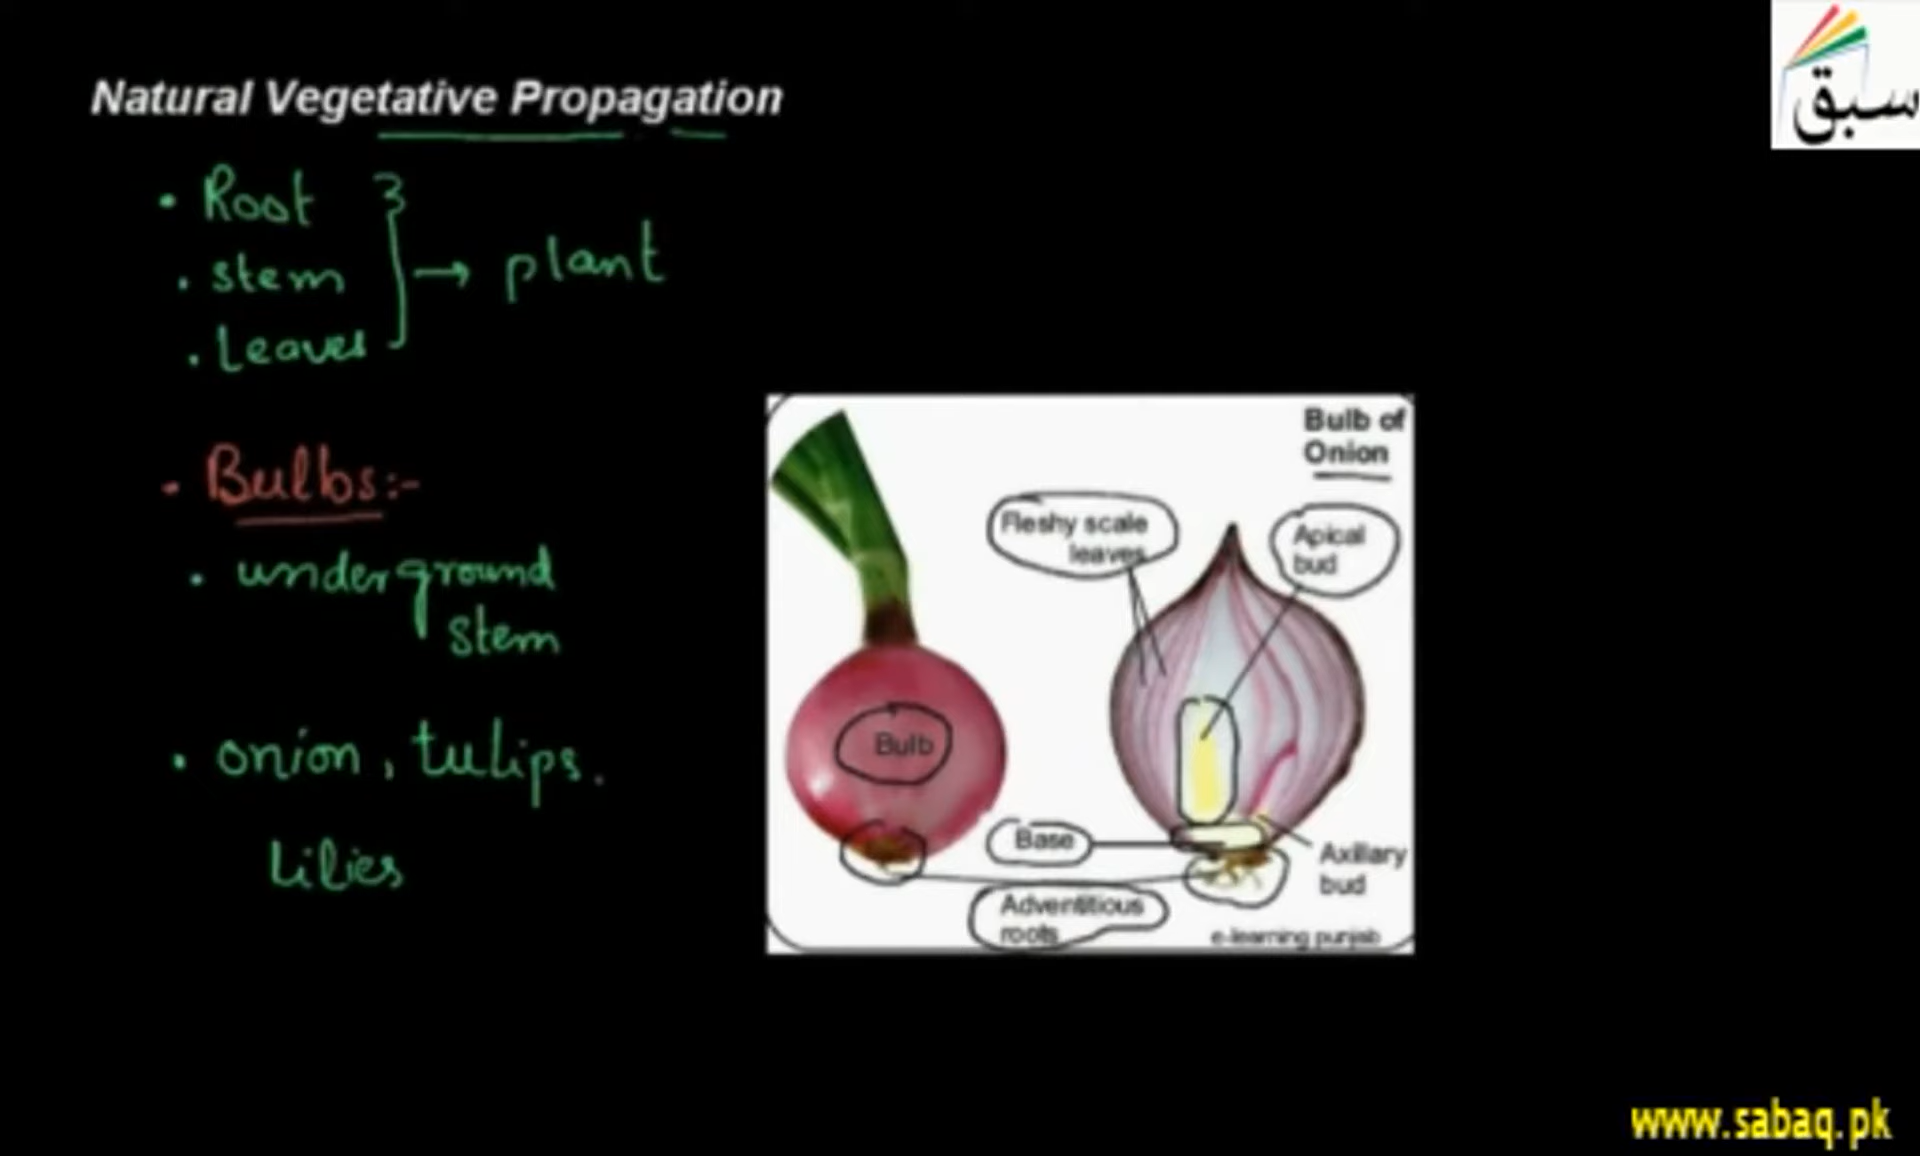 سبق
Natural Vegetative Propagation
• Root
• stem
• Leaves
→ plant
• Bulbs:-
• underground
stem
• onion, tulips.
Lilies
Bulb of
Onion
Fleshy scale
leaves
Apical
bud
Bulb
Base
Axillary
bud
Adventitious
roots
e-learning punjab
www.sabaq.pk